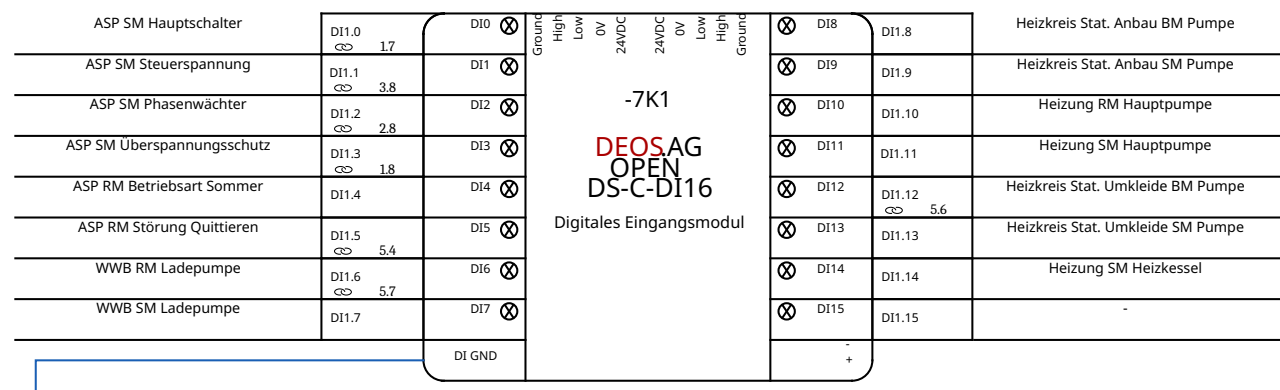 ASP SM Hauptschalter
DI1.0
1.7
DI0
ASP SM Steuerspannung
DI1.1
3.8
DI1
ASP SM Phasenwächter
DI1.2
2.8
DI2
ASP SM Überspannungsschutz
DI1.3
1.8
DI3
ASP RM Betriebsart Sommer
DI1.4
DI4
ASP RM Störung Quittieren
DI1.5
5.4
DI5
WWB RM Ladepumpe
DI1.6
5.7
DI6
WWB SM Ladepumpe
DI1.7
DI7
DI GND
Ground
High
Low
0V
24VDC
24VDC
0V
Low
High
Ground
-7K1
DEOS.AG
OPEN
DS-C-DI16
Digitales Eingangsmodul
DI8
DI1.8
Heizkreis Stat. Anbau BM Pumpe
DI9
DI1.9
Heizkreis Stat. Anbau SM Pumpe
DI10
DI1.10
Heizung RM Hauptpumpe
DI11
DI1.11
Heizung SM Hauptpumpe
DI12
DI1.12
5.6
Heizkreis Stat. Umkleide BM Pumpe
DI13
DI1.13
Heizkreis Stat. Umkleide SM Pumpe
DI14
DI1.14
Heizung SM Heizkessel
DI15
DI1.15
-
-
+